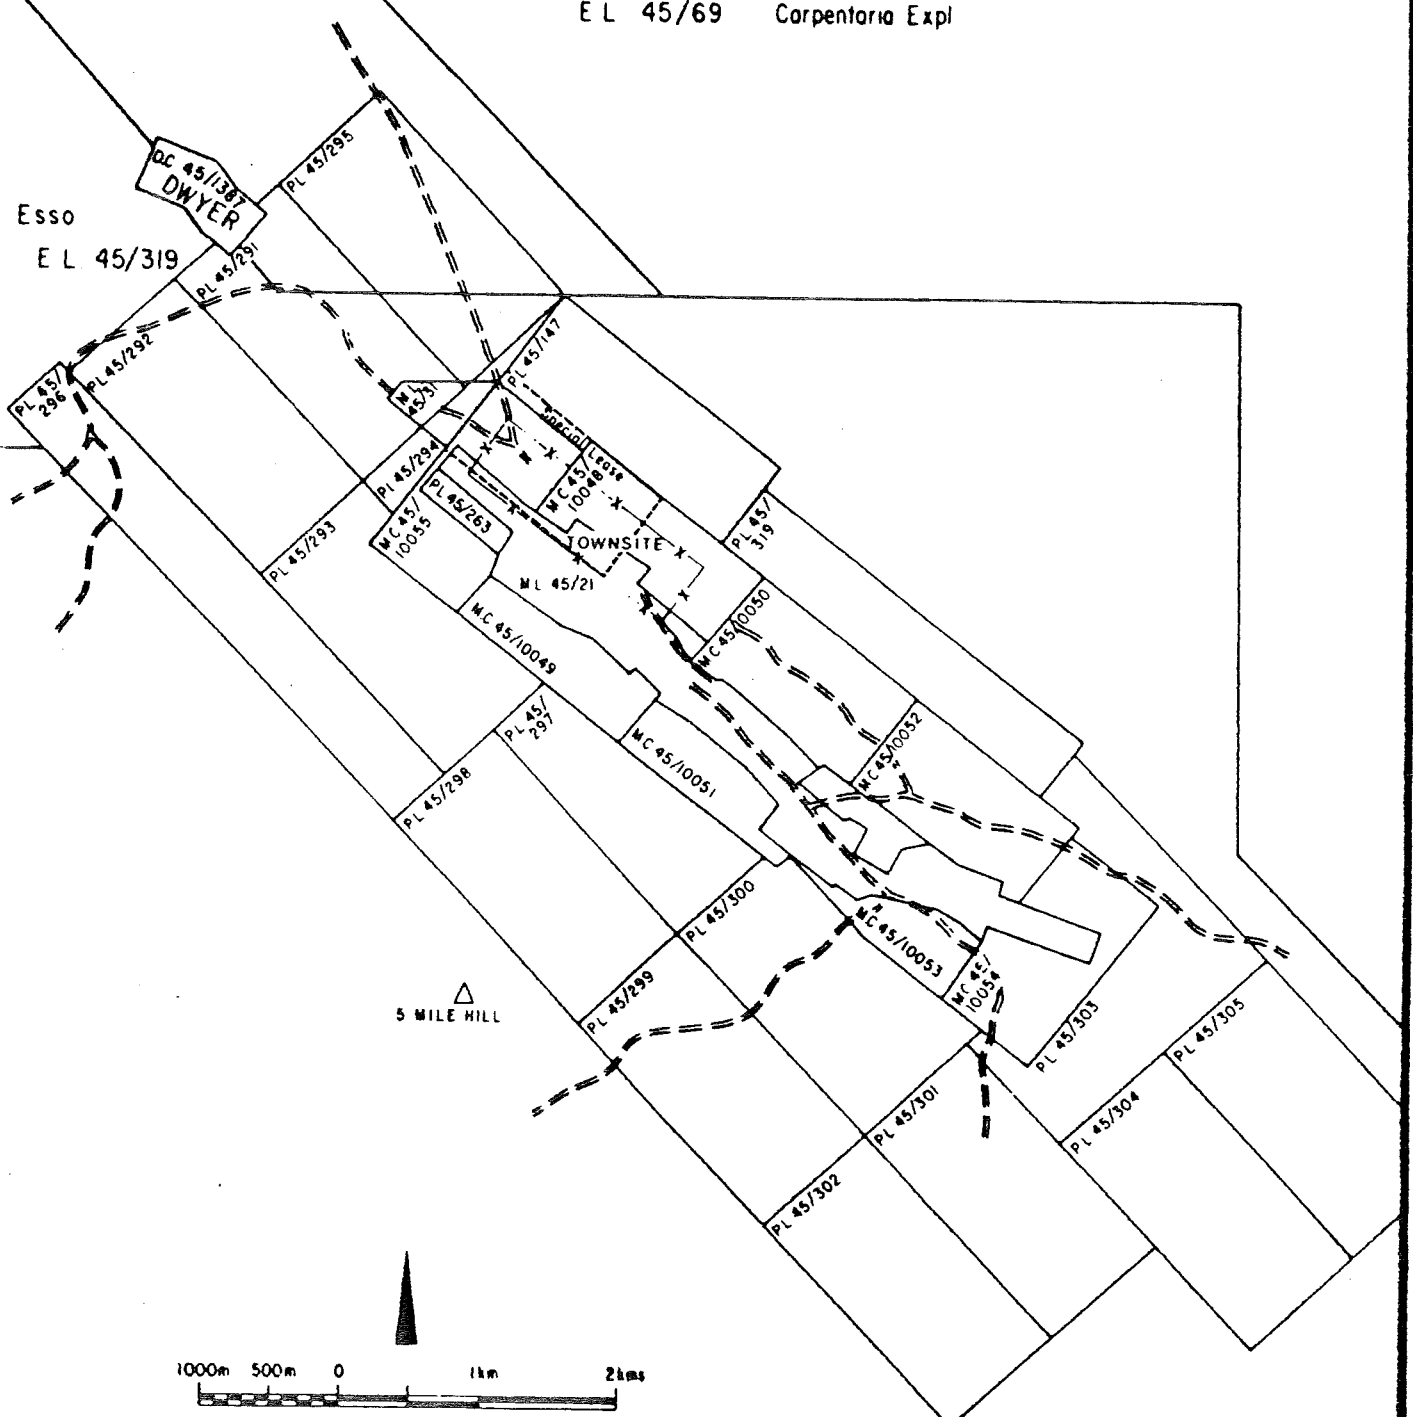 E L 45/69 Carpentaria Expl
PL 45/295
D.C 45/1387
DWYER
Esso
E L 45/319
PL 45/291
PL 45/292
PL 45/
296
PL 45/147
M L
45/31
Special Lease
PL 45/294
MC 45/
10048
PL 45/263
MC 45/
10055
PL 45/
319
TOWNSITE
PL 45/293
ML 45/21
MC 45/10050
MC 45/10049
PL 45/
297
MC 45/10052
MC 45/10051
PL 45/298
PL 45/300
MC 45/10053
MC 45/
10054
PL 45/299
5 MILE HILL
PL 45/303
PL 45/305
PL 45/301
PL 45/304
PL 45/302
1000m 500m 0 1km 2kms